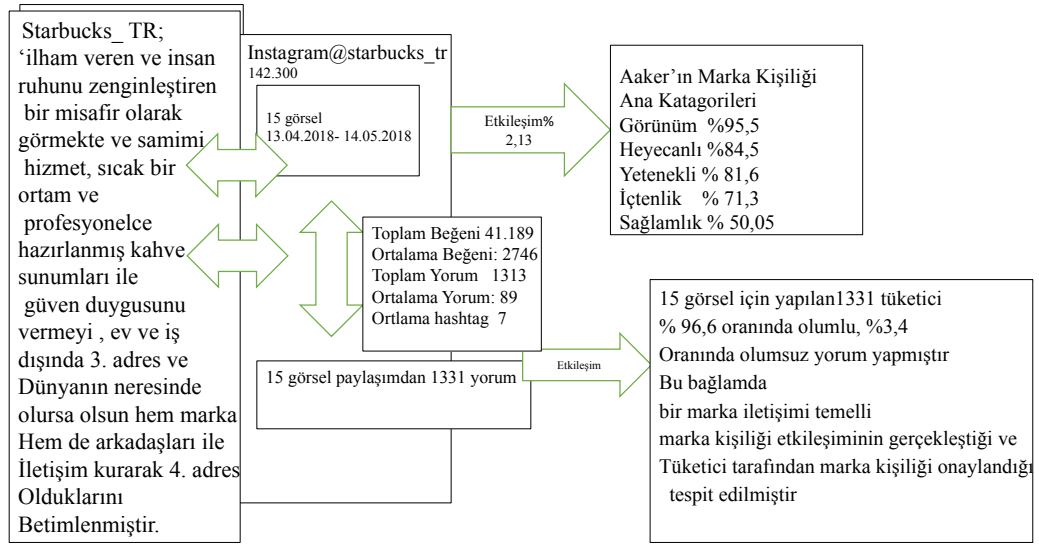 Starbucks_ TR;
‘ilham veren ve insan
ruhunu zenginleştiren
bir misafir olarak
görmekte ve samimi
hizmet, sıcak bir
ortam ve
profesyonelce
hazırlanmış kahve
sunumları ile
güven duygusunu
vermeyi , ev ve iş
dışında 3. adres ve
Dünyanın neresinde
olursa olsun hem marka
Hem de arkadaşları ile
İletişim kurarak 4. adres
Olduklarını
Betimlenmiştir.
Instagram@starbucks_tr
142.300
15 görsel
13.04.2018- 14.05.2018
Toplam Beğeni 41.189
Ortalama Beğeni: 2746
Toplam Yorum 1313
Ortalama Yorum: 89
Ortlama hashtag 7
15 görsel paylaşımdan 1331 yorum
Etkileşim%
2,13
Aaker’ın Marka Kişiliği
Ana Katagorileri
Görünüm %95,5
Heyecanlı %84,5
Yetenekli % 81,6
İçtenlik % 71,3
Sağlamlık % 50,05
Etkileşim
15 görsel için yapılan1331 tüketici
% 96,6 oranında olumlu, %3,4
Oranında olumsuz yorum yapmıştır
Bu bağlamda
bir marka iletişimi temelli
marka kişiliği etkileşiminin gerçekleştiği ve
Tüketici tarafından marka kişiliği onaylandığı
tespit edilmiştir